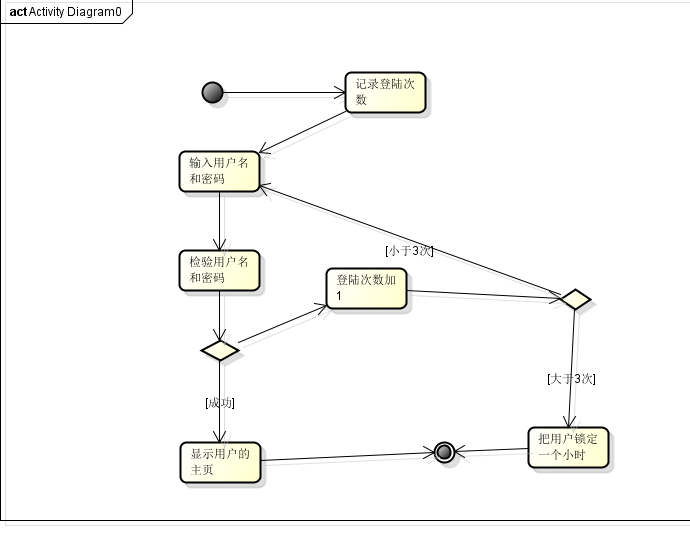 act Activity Diagram0
记录登陆次
数
输入用户名
和密码
[小于3次]
检验用户名
和密码
登陆次数加
1
[大于3次]
[成功]
显示用户的
主页
把用户锁定
一个小时